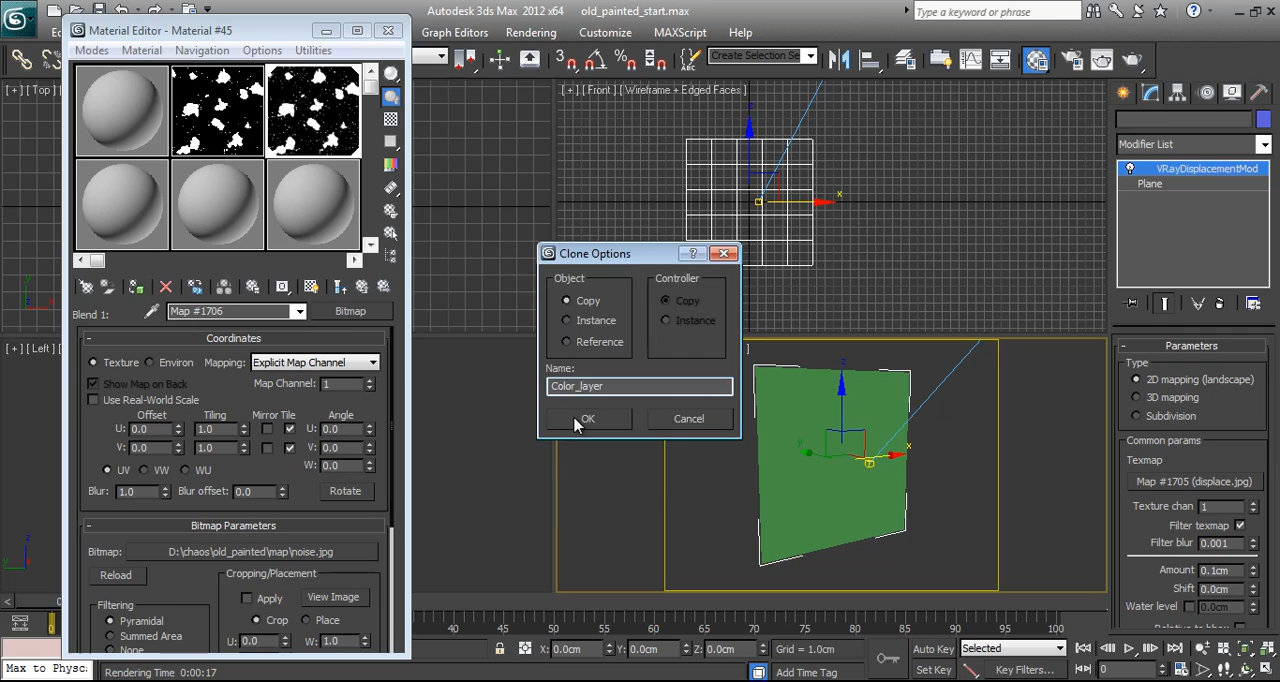 Autodesk 3ds Max 2012 x64 old_painted_start.max
Type a keyword or phrase
Material Editor - Material #45
Modes Material Navigation Options Utilities
Graph Editors Rendering Customize MAXScript Help
Create Selection Se
[+] [Top]
[+] [Front] [Wireframe + Edged Faces]
z
x
Modifier List
VRayDisplacementMod
Plane
Clone Options
Object
Copy
Instance
Reference
Controller
Copy
Instance
Name:
Color_layer
OK
Cancel
Blend 1:
Map #1706
Bitmap
Coordinates
Texture
Environ
Mapping:
Explicit Map Channel
Show Map on Back
Map Channel:
1
Use Real-World Scale
Offset
Tiling
Mirror Tile
Angle
U: 0.0
1.0
U: 0.0
V: 0.0
1.0
V: 0.0
W: 0.0
UV
VW
WU
Blur: 1.0
Blur offset: 0.0
Rotate
Bitmap Parameters
Bitmap:
D:\chaos\old_painted\map\noise.jpg
Reload
Cropping/Placement
Apply
View Image
Crop
Place
U: 0.0
W: 1.0
Filtering
Pyramidal
Summed Area
None
[+] [Left]
]
z
y
x
Parameters
Type
2D mapping (landscape)
3D mapping
Subdivision
Common params
Texmap
Map #1705 (displace.jpg)
Texture chan 1
Filter texmap
Filter blur 0.001
Amount 0.1cm
Shift 0.0cm
Water level 0.0cm
40 45 50 55 60 65 70 75 80 85 90 95 100
X: 0.0cm
Y: 0.0cm
Z: 0.0cm
Grid = 1.0cm
Add Time Tag
Auto Key
Selected
Set Key
Key Filters...
0
Max to Physc:
Rendering Time 0:00:17